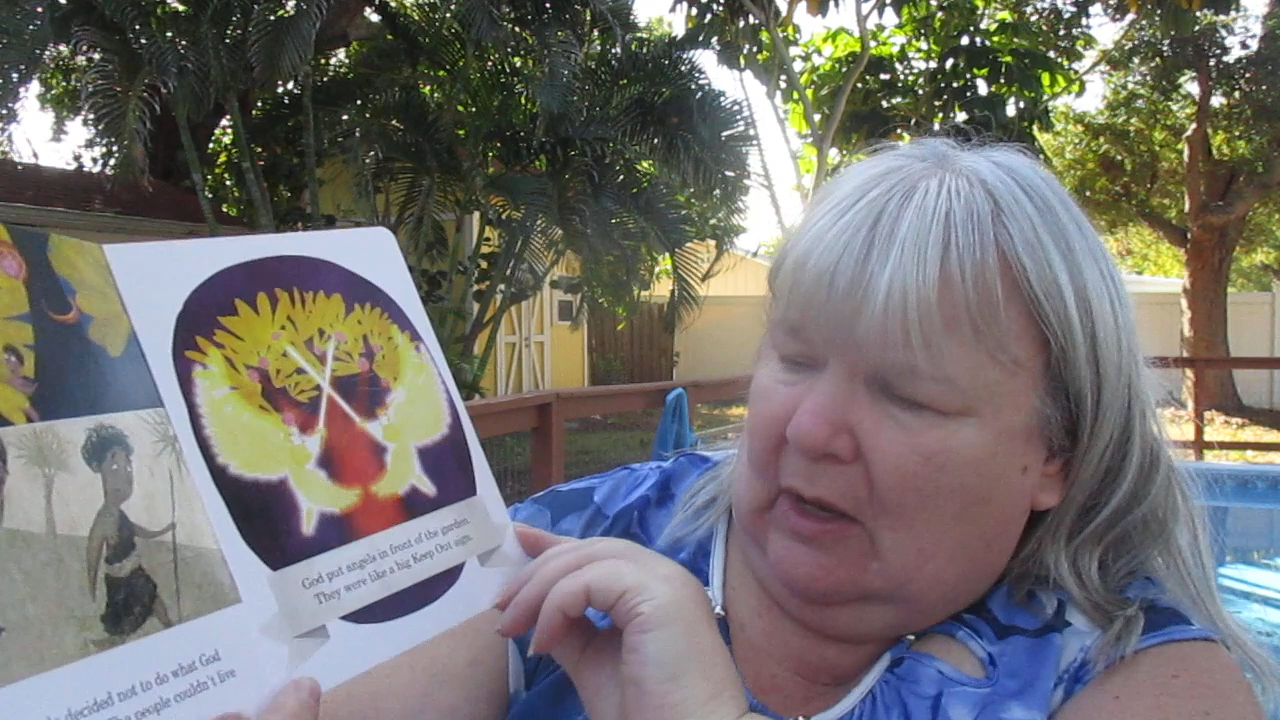 decided not to do what God
people couldn't live
God put angels in front of the garden.
They were like a big Keep Out sign.